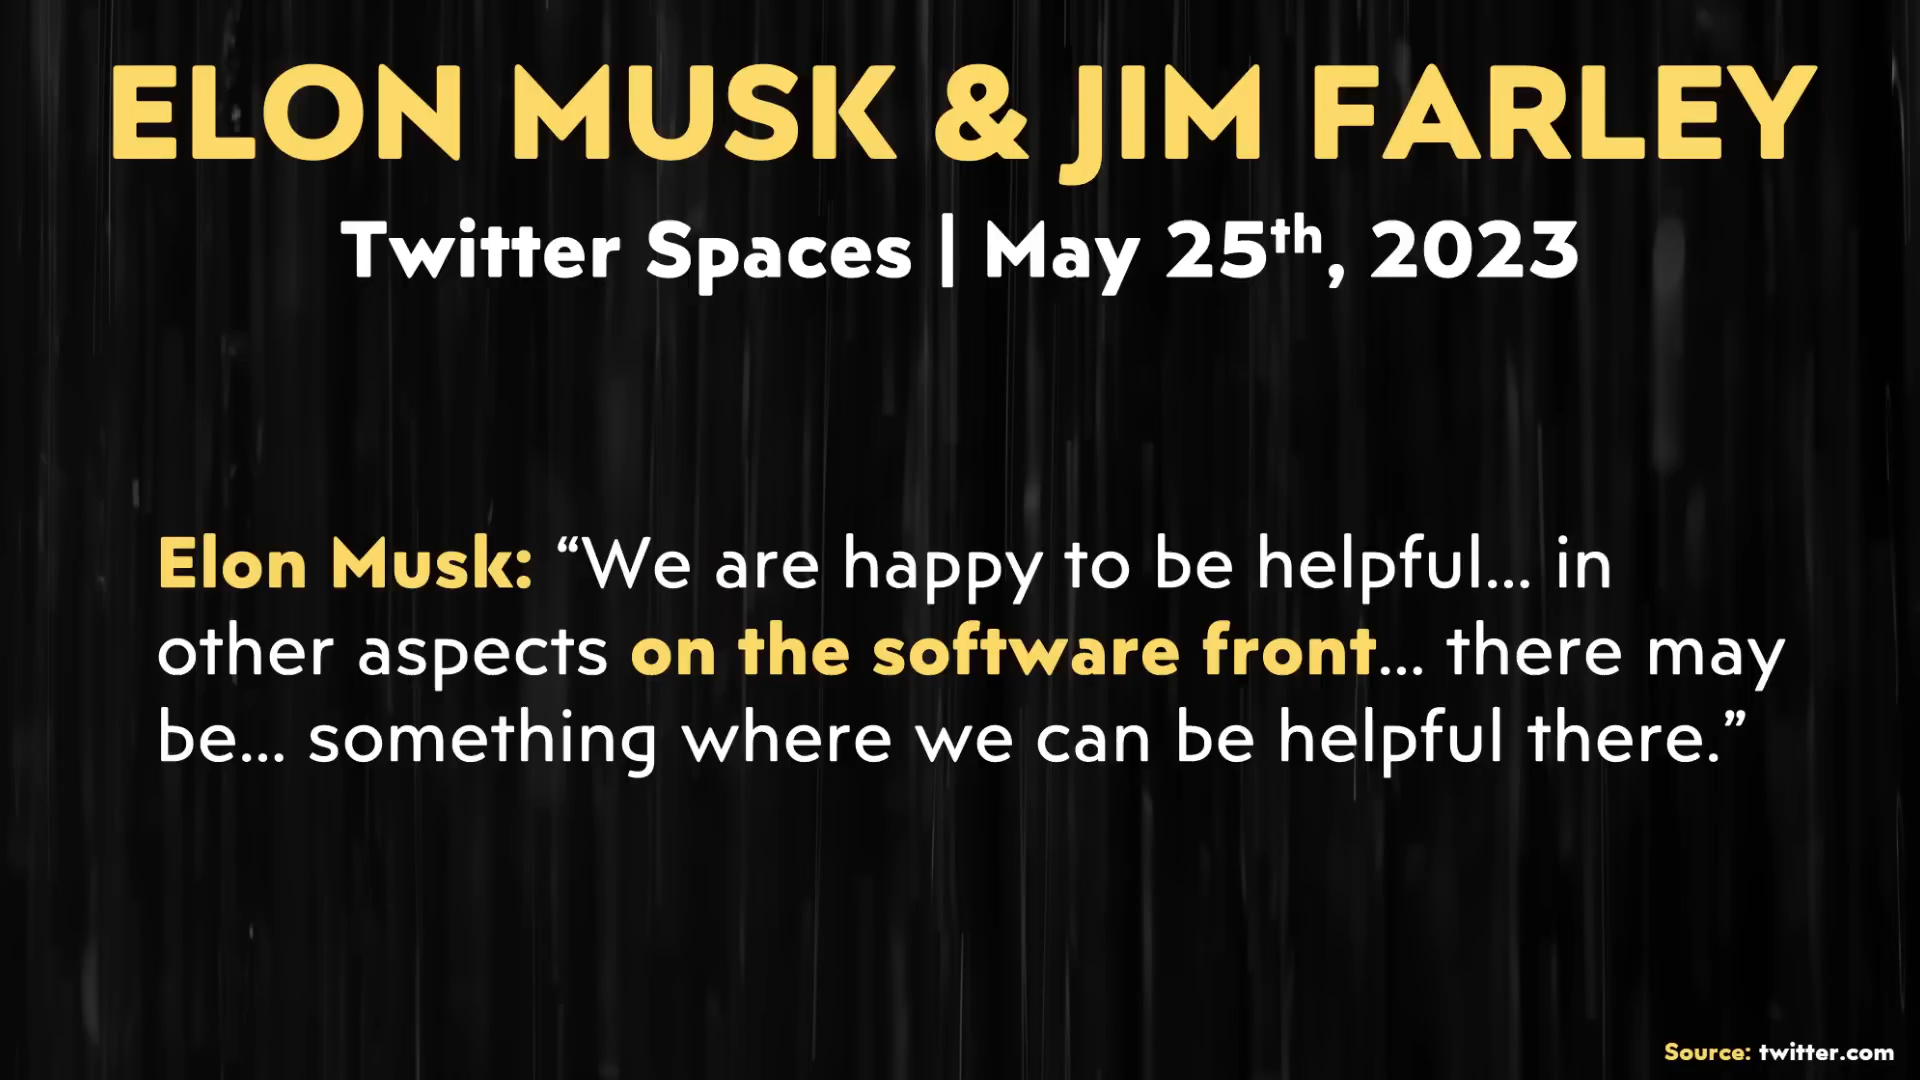 ELON MUSK & JIM FARLEY
Twitter Spaces | May 25th, 2023
Elon Musk: “We are happy to be helpful... in
other aspects on the software front... there may
be... something where we can be helpful there.”
Source: twitter.com